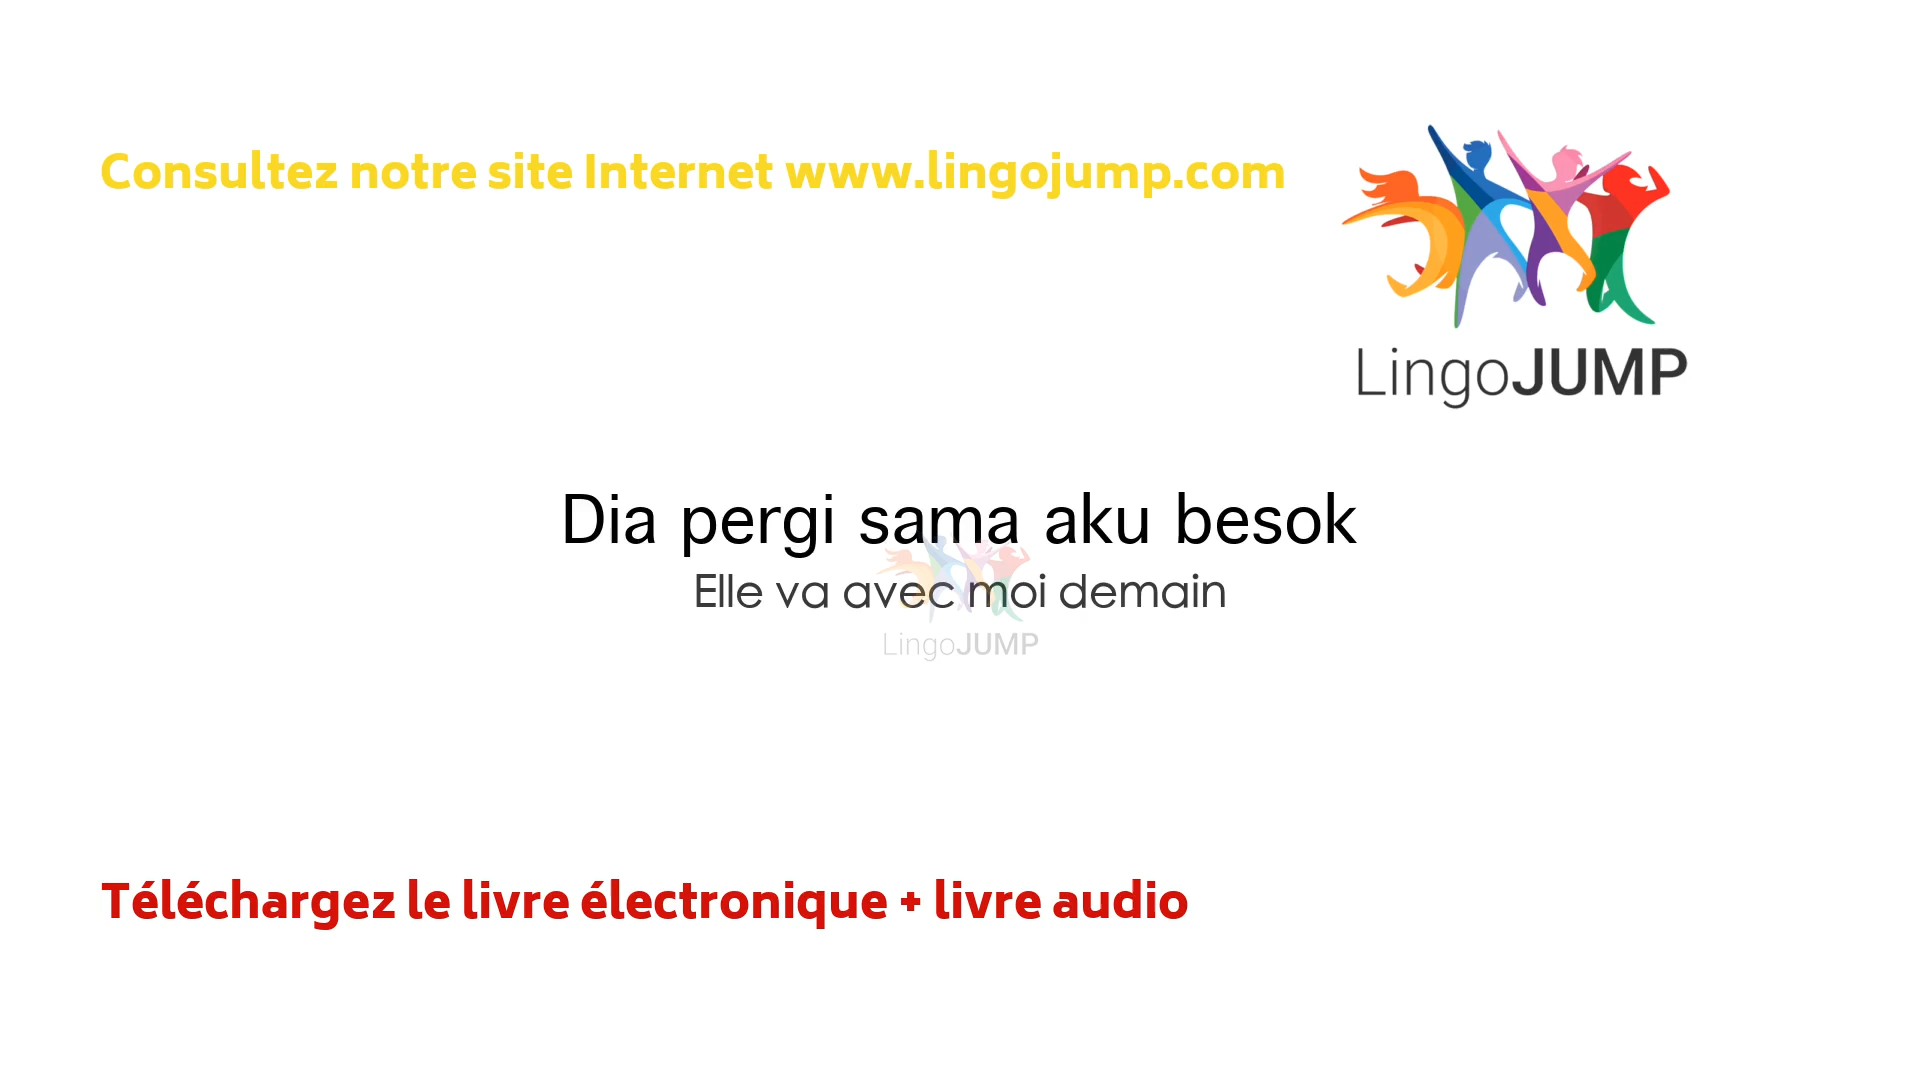 Consultez notre site Internet www.lingojump.com
LingoJUMP
Dia pergi sama aku besok
Elle va avec moi demain
LingoJUMP
Téléchargez le livre électronique + livre audio